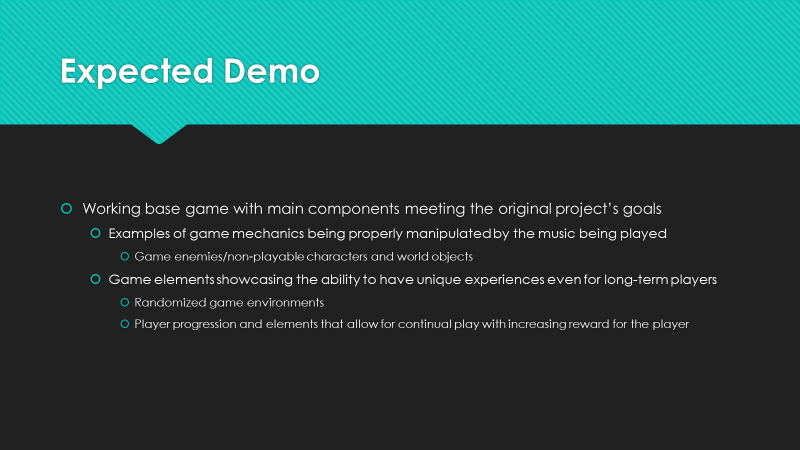 Expected Demo
Working base game with main components meeting the original project's goals
Examples of game mechanics being properly manipulated by the music being played
Game enemies/non-playable characters and world objects
Game elements showcasing the ability to have unique experiences even for long-term players
Randomized game environments
Player progression and elements that allow for continual play with increasing reward for the player